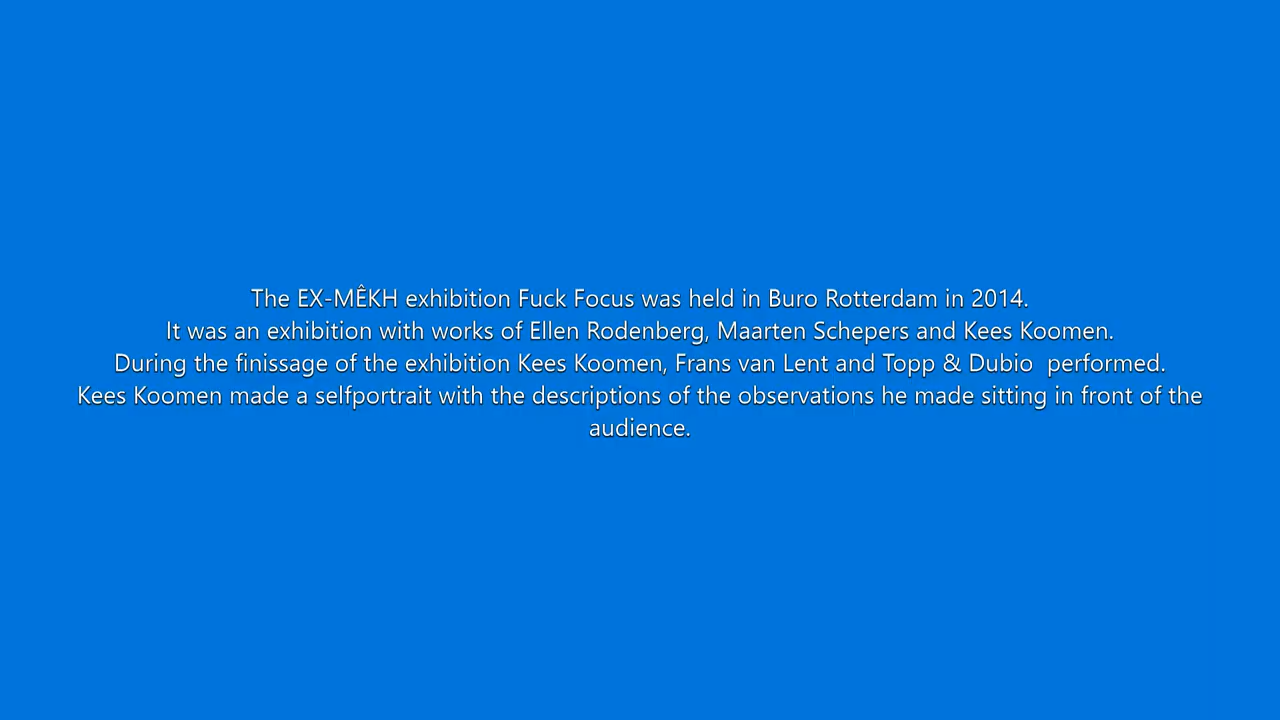 The EX-MÊKH exhibition Fuck Focus was held in Buro Rotterdam in 2014.
It was an exhibition with works of Ellen Rodenberg, Maarten Schepers and Kees Koomen.
During the finissage of the exhibition Kees Koomen, Frans van Lent and Topp & Dubio  performed.
Kees Koomen made a selfportrait with the descriptions of the observations he made sitting in front of the
audience.